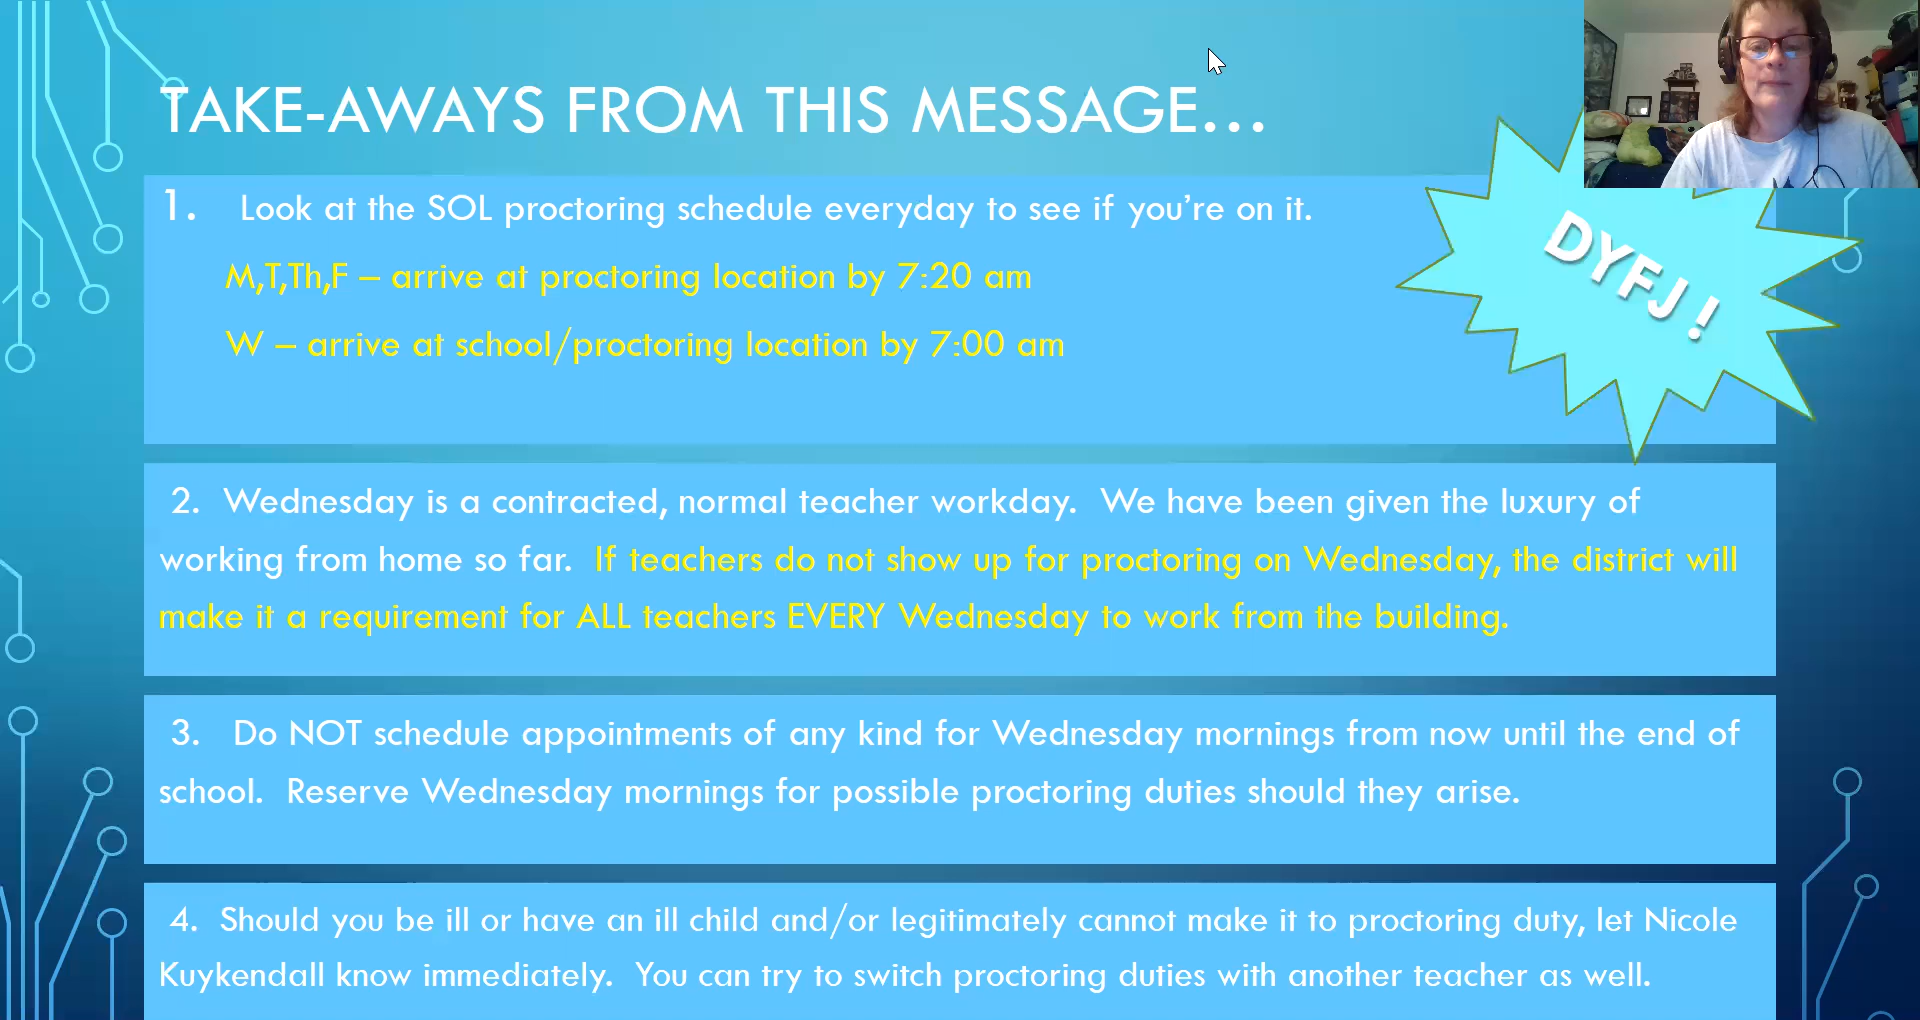 TAKE-AWAYS FROM THIS MESSAGE...
1. Look at the SOL proctoring schedule everyday to see if you're on it.
M,T,Th,F – arrive at proctoring location by 7:20 am
W – arrive at school/proctoring location by 7:00 am
DYFJ !
2. Wednesday is a contracted, normal teacher workday. We have been given the luxury of
working from home so far. If teachers do not show up for proctoring on Wednesday, the district will
make it a requirement for ALL teachers EVERY Wednesday to work from the building.
3. Do NOT schedule appointments of any kind for Wednesday mornings from now until the end of
school. Reserve Wednesday mornings for possible proctoring duties should they arise.
4. Should you be ill or have an ill child and/or legitimately cannot make it to proctoring duty, let Nicole
Kuykendall know immediately. You can try to switch proctoring duties with another teacher as well.